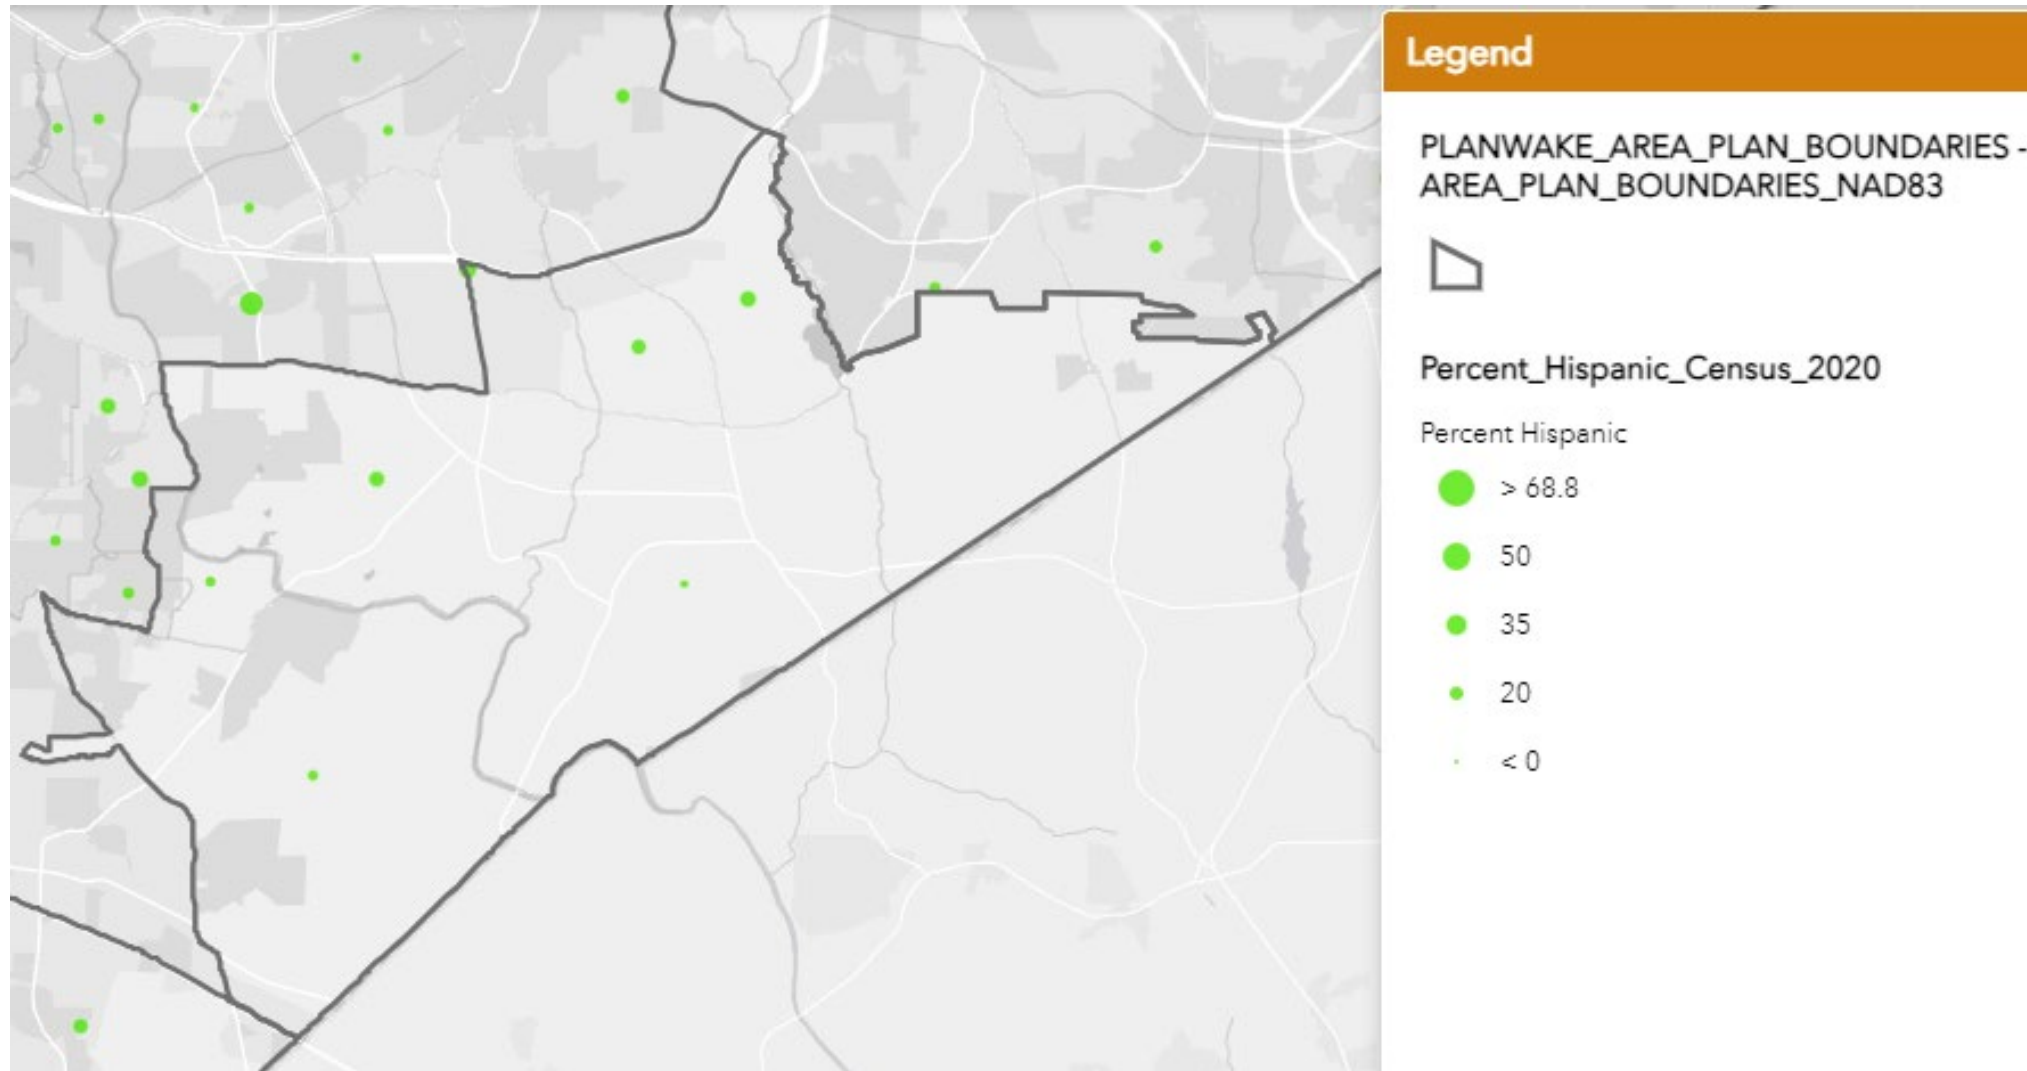 Legend
PLANWAKE_AREA_PLAN_BOUNDARIES -
AREA_PLAN_BOUNDARIES_NAD83
Percent_Hispanic_Census_2020
Percent Hispanic
> 68.8
50
35
20
< 0